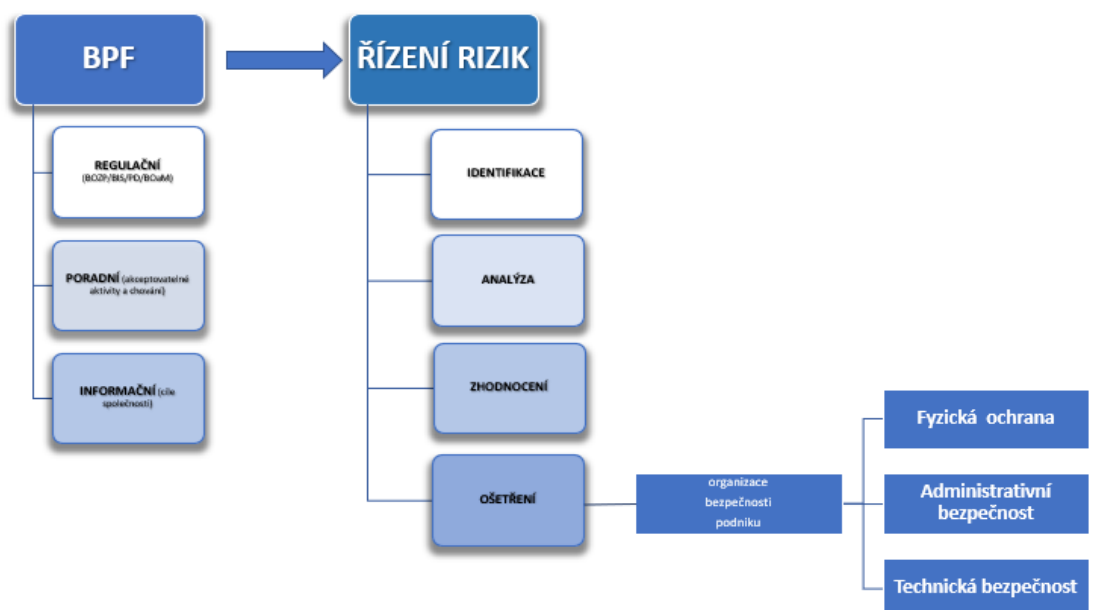 BPF
REGULAČNÍ
(BOZP/BIS/PO/BOaM)
PORADNÍ (akceptovatelné
aktivity a chování)
INFORMAČNÍ (cíle
společnosti)
ŘÍZENÍ RIZIK
IDENTIFIKACE
ANALÝZA
ZHODNOCENÍ
OŠETŘENÍ
organizace
bezpečnosti
podniku
Fyzická ochrana
Administrativní
bezpečnost
Technická bezpečnost